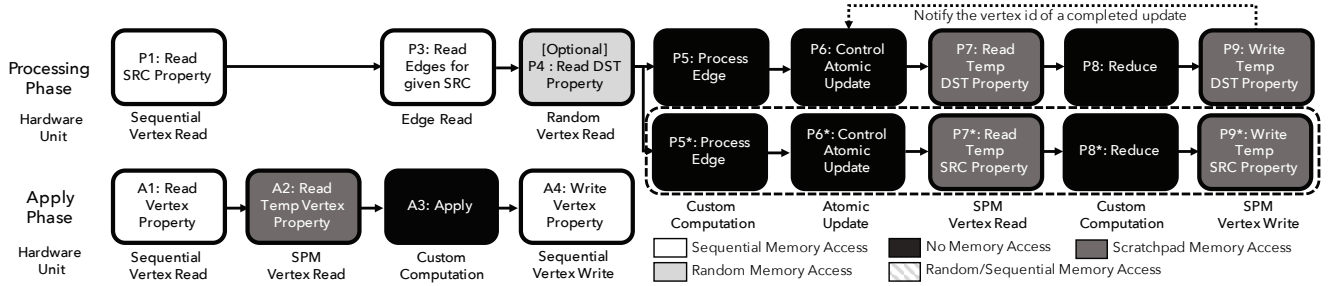 Notify the vertex id of a completed update
Processing
Phase
P1: Read
SRC Property
P3: Read
Edges for
given SRC
[Optional]
P4 : Read DST
Property
P5: Process
Edge
P6: Control
Atomic
Update
P7: Read
Temp
DST Property
P8: Reduce
P9: Write
Temp
DST Property
Hardware
Unit
Sequential
Vertex Read
Edge Read
Random
Vertex Read
P5*: Process
Edge
P6*: Control
Atomic
Update
P7*: Read
Temp
SRC Property
P8*: Reduce
P9*: Write
Temp
SRC Property
Apply
Phase
A1: Read
Vertex
Property
A2: Read
Temp Vertex
Property
A3: Apply
A4: Write
Vertex
Property
Custom
Computation
Atomic
Update
SPM
Vertex Read
Custom
Computation
SPM
Vertex Write
Hardware
Unit
Sequential
Vertex Read
SPM
Vertex Read
Custom
Computation
Sequential
Vertex Write
Sequential Memory Access
No Memory Access
Scratchpad Memory Access
Random Memory Access
Random/Sequential Memory Access